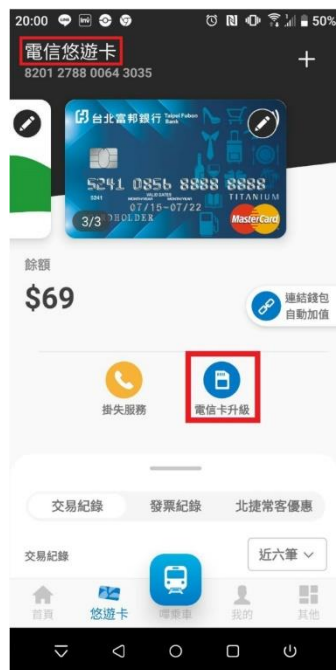 20:00 50%
電信悠遊卡
8201 2788 0064 3035
+
台北富邦銀行 Taipei Fubon Bank
5241 0856 8888 8888
5241
TITANIUM
07/15-07/22
3/3
MasterCard
餘額
$69
連結錢包
自動加值
掛失服務
電信卡升級
交易紀錄 發票紀錄 北捷常客優惠
交易紀錄 近六筆
首頁 悠遊卡 嗶乘車 我的 其他